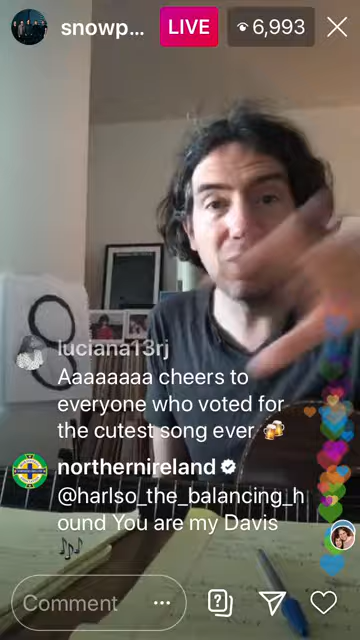 snowp...
LIVE
6,993
luciana13rj
Aaaaaaaa cheers to
everyone who voted for
the cutest song ever 🍻
northernireland
@harlso_the_balancing_h
ound You are my Davis
🎶
Comment